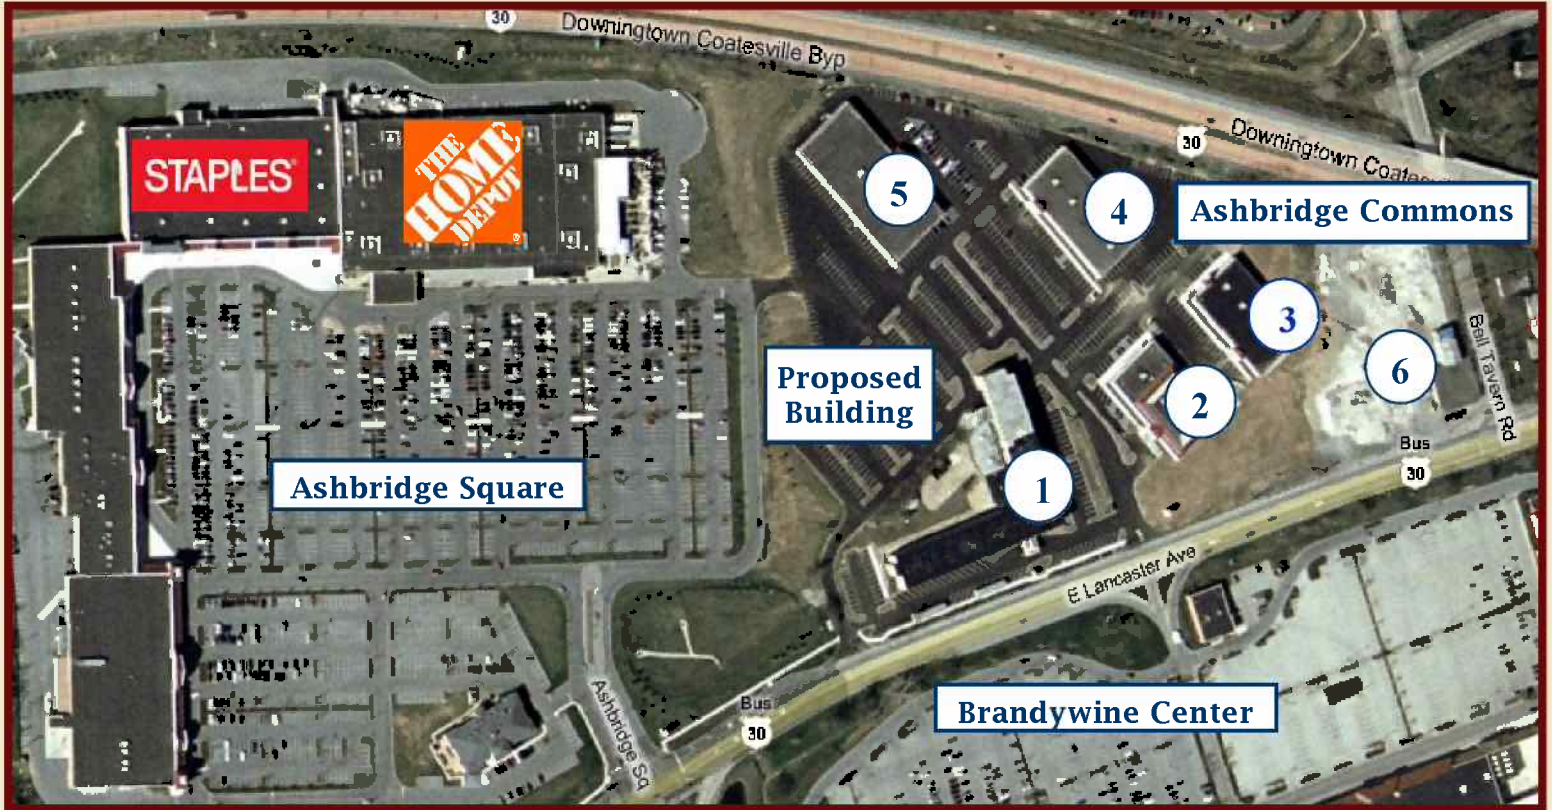 30
Downingtown Coatesville Byp
30
Downingtown
STAPLES
THE
HOME
DEPOT
5
4
Ashbridge Commons
3
Proposed
Building
2
6
Bell Tavern Rd
Bus
30
Ashbridge Square
1
E Lancaster Ave
Ashbridge Sq
Bus
30
Brandywine Center